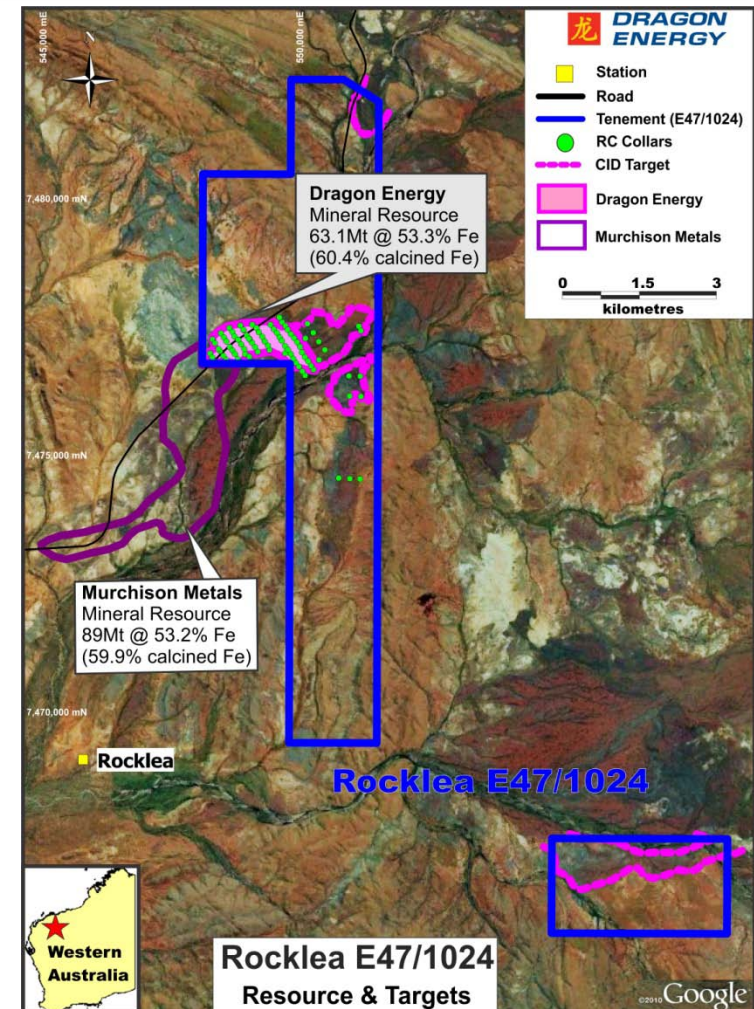 545,000 mE
550,000 mE
N
龙
DRAGON
ENERGY
Station
Road
Tenement (E47/1024)
RC Collars
CID Target
Dragon Energy
Murchison Metals
0 1.5 3
kilometres
7,480,000 mN
Dragon Energy
Mineral Resource
63.1Mt @ 53.3% Fe
(60.4% calcined Fe)
7,475,000 mN
Murchison Metals
Mineral Resource
89Mt @ 53.2% Fe
(59.9% calcined Fe)
7,470,000 mN
Rocklea
Rocklea E47/1024
Western
Australia
Rocklea E47/1024
Resource & Targets
©2010 Google